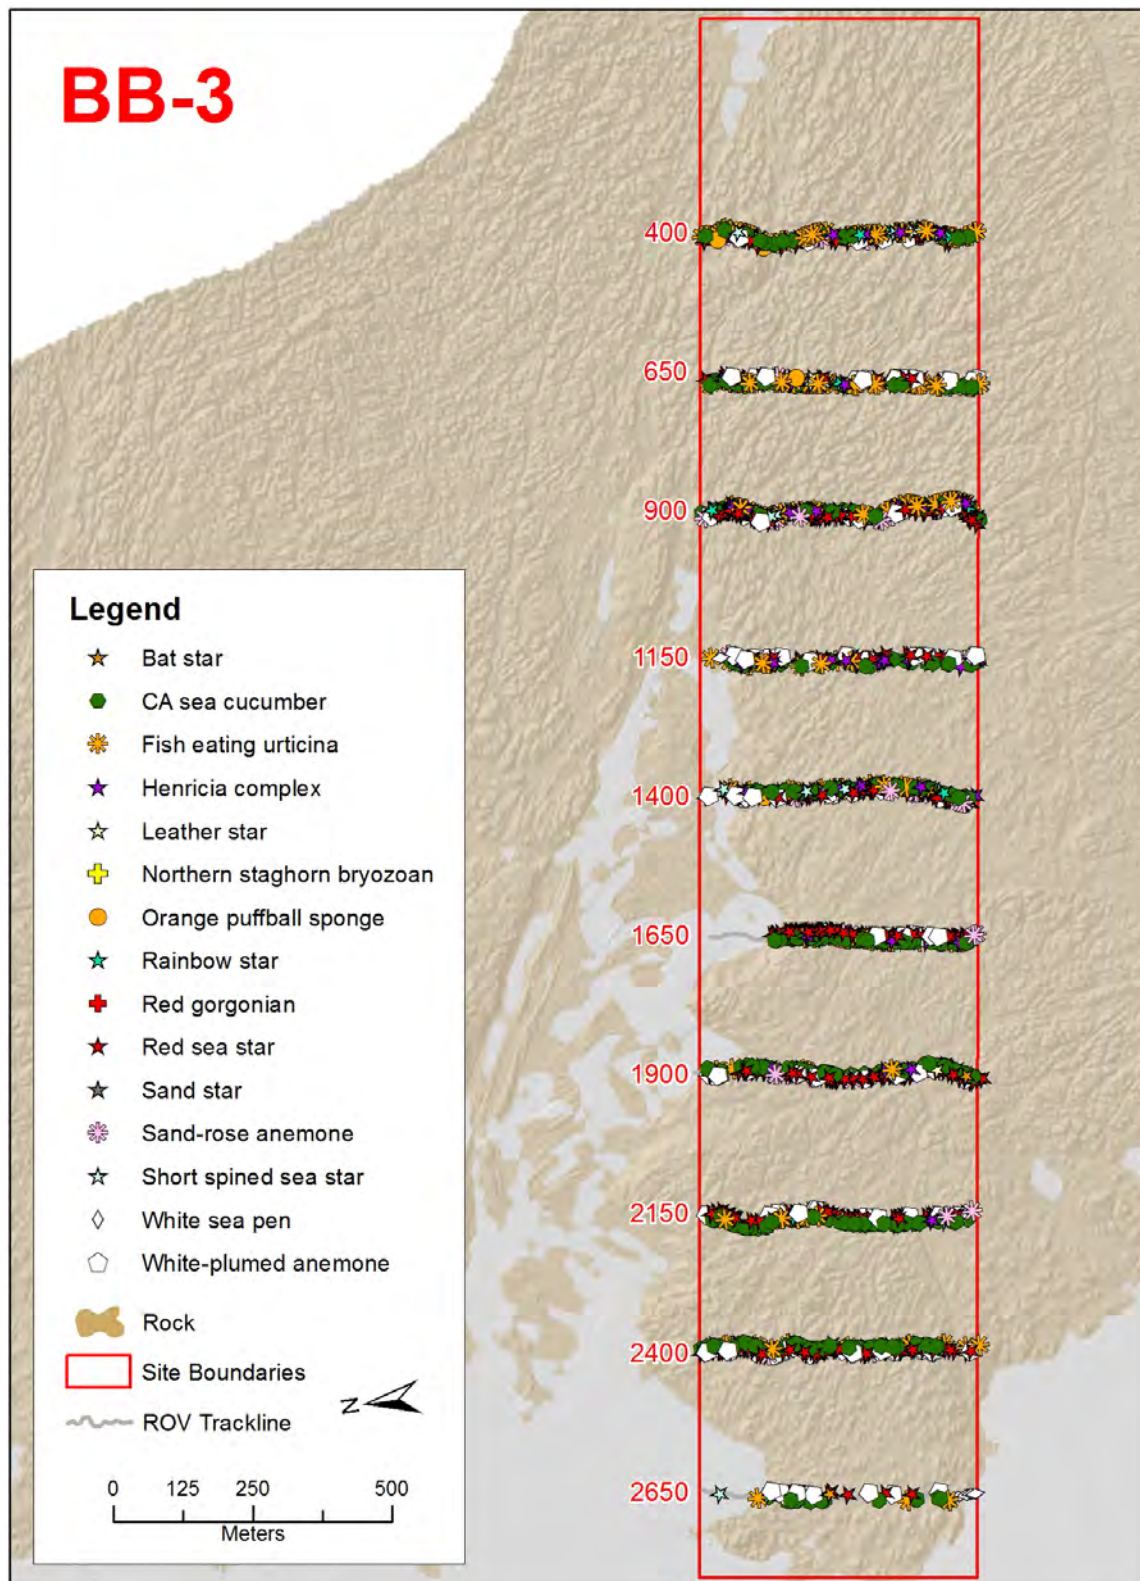 BB-3
400
650
900
1150
1400
1650
1900
2150
2400
2650
Legend
Bat star
CA sea cucumber
Fish eating urticina
Henricia complex
Leather star
Northern staghorn bryozoan
Orange puffball sponge
Rainbow star
Red gorgonian
Red sea star
Sand star
Sand-rose anemone
Short spined sea star
White sea pen
White-plumed anemone
Rock
Site Boundaries
ROV Trackline
N
0 125 250 500
Meters